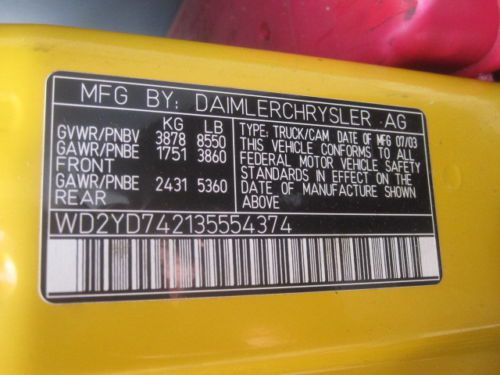 MFG BY: DAIMLERCHRYSLER AG
KG LB
GVWR/PNBV 3878 8550
GAWR/PNBE 1751 3860
FRONT
GAWR/PNBE 2431 5360
REAR
TYPE: TRUCK/CAM DATE OF MFG 07/03
THIS VEHICLE CONFORMS TO ALL
FEDERAL MOTOR VEHICLE SAFETY
STANDARDS IN EFFECT ON THE
DATE OF MANUFACTURE SHOWN
ABOVE
WD2YD742135554374